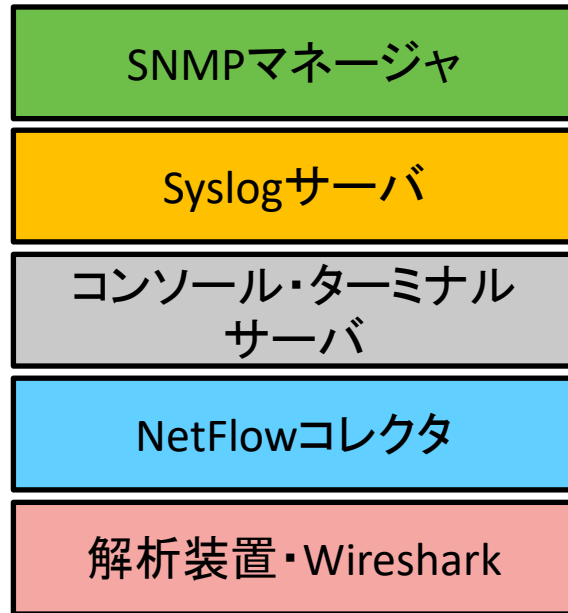 SNMPマネージャ
Syslogサーバ
コンソール・ターミナル
サーバ
NetFlowコレクタ
解析装置・Wireshark